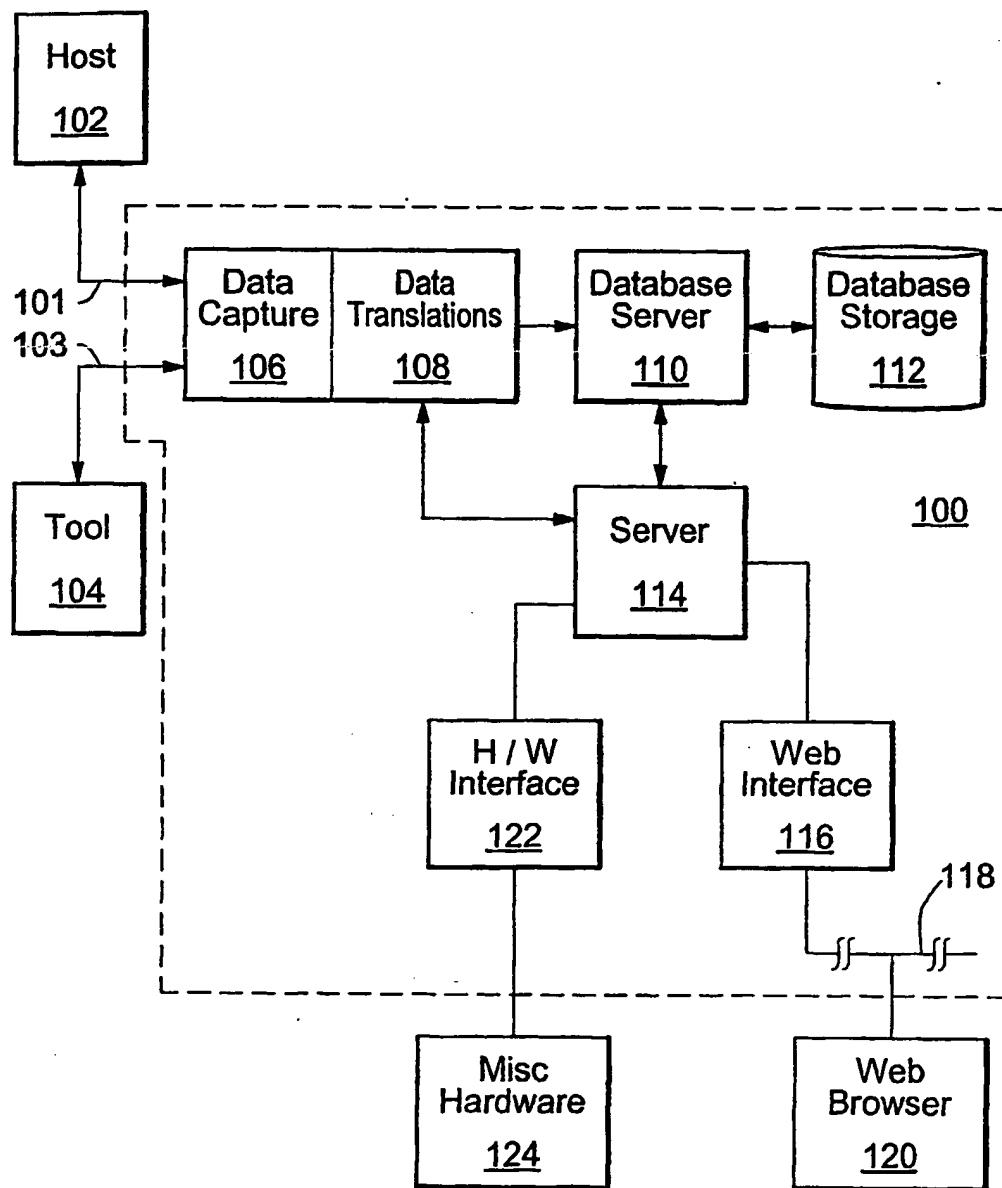 Host
102
101
103
Data
Capture
106
Data
Translations
108
Database
Server
110
Database
Storage
112
Tool
104
Server
114
100
H / W
Interface
122
Web
Interface
116
118
Misc
Hardware
124
Web
Browser
120